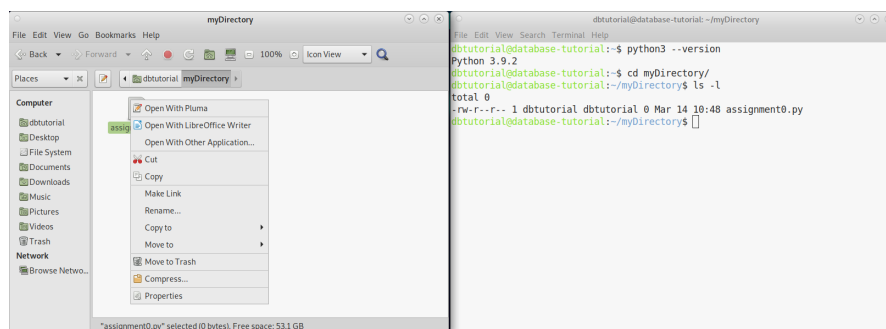 myDirectory
File Edit View Go Bookmarks Help
Back Forward 100% Icon View
Places dbtutorial myDirectory
Computer
dbtutorial
Desktop
File System
Documents
Downloads
Music
Pictures
Videos
Trash
Network
Browse Netwo...
assig
Open With Pluma
Open With LibreOffice Writer
Open With Other Application...
Cut
Copy
Make Link
Rename...
Copy to
Move to
Move to Trash
Compress...
Properties
"assignment0.py" selected (0 bytes), Free space: 53.1 GB
dbtutorial@database-tutorial: ~/myDirectory
File Edit View Search Terminal Help
dbtutorial@database-tutorial:~$ python3 --version
Python 3.9.2
dbtutorial@database-tutorial:~$ cd myDirectory/
dbtutorial@database-tutorial:~/myDirectory$ ls -l
total 0
-rw-r--r-- 1 dbtutorial dbtutorial 0 Mar 14 10:48 assignment0.py
dbtutorial@database-tutorial:~/myDirectory$